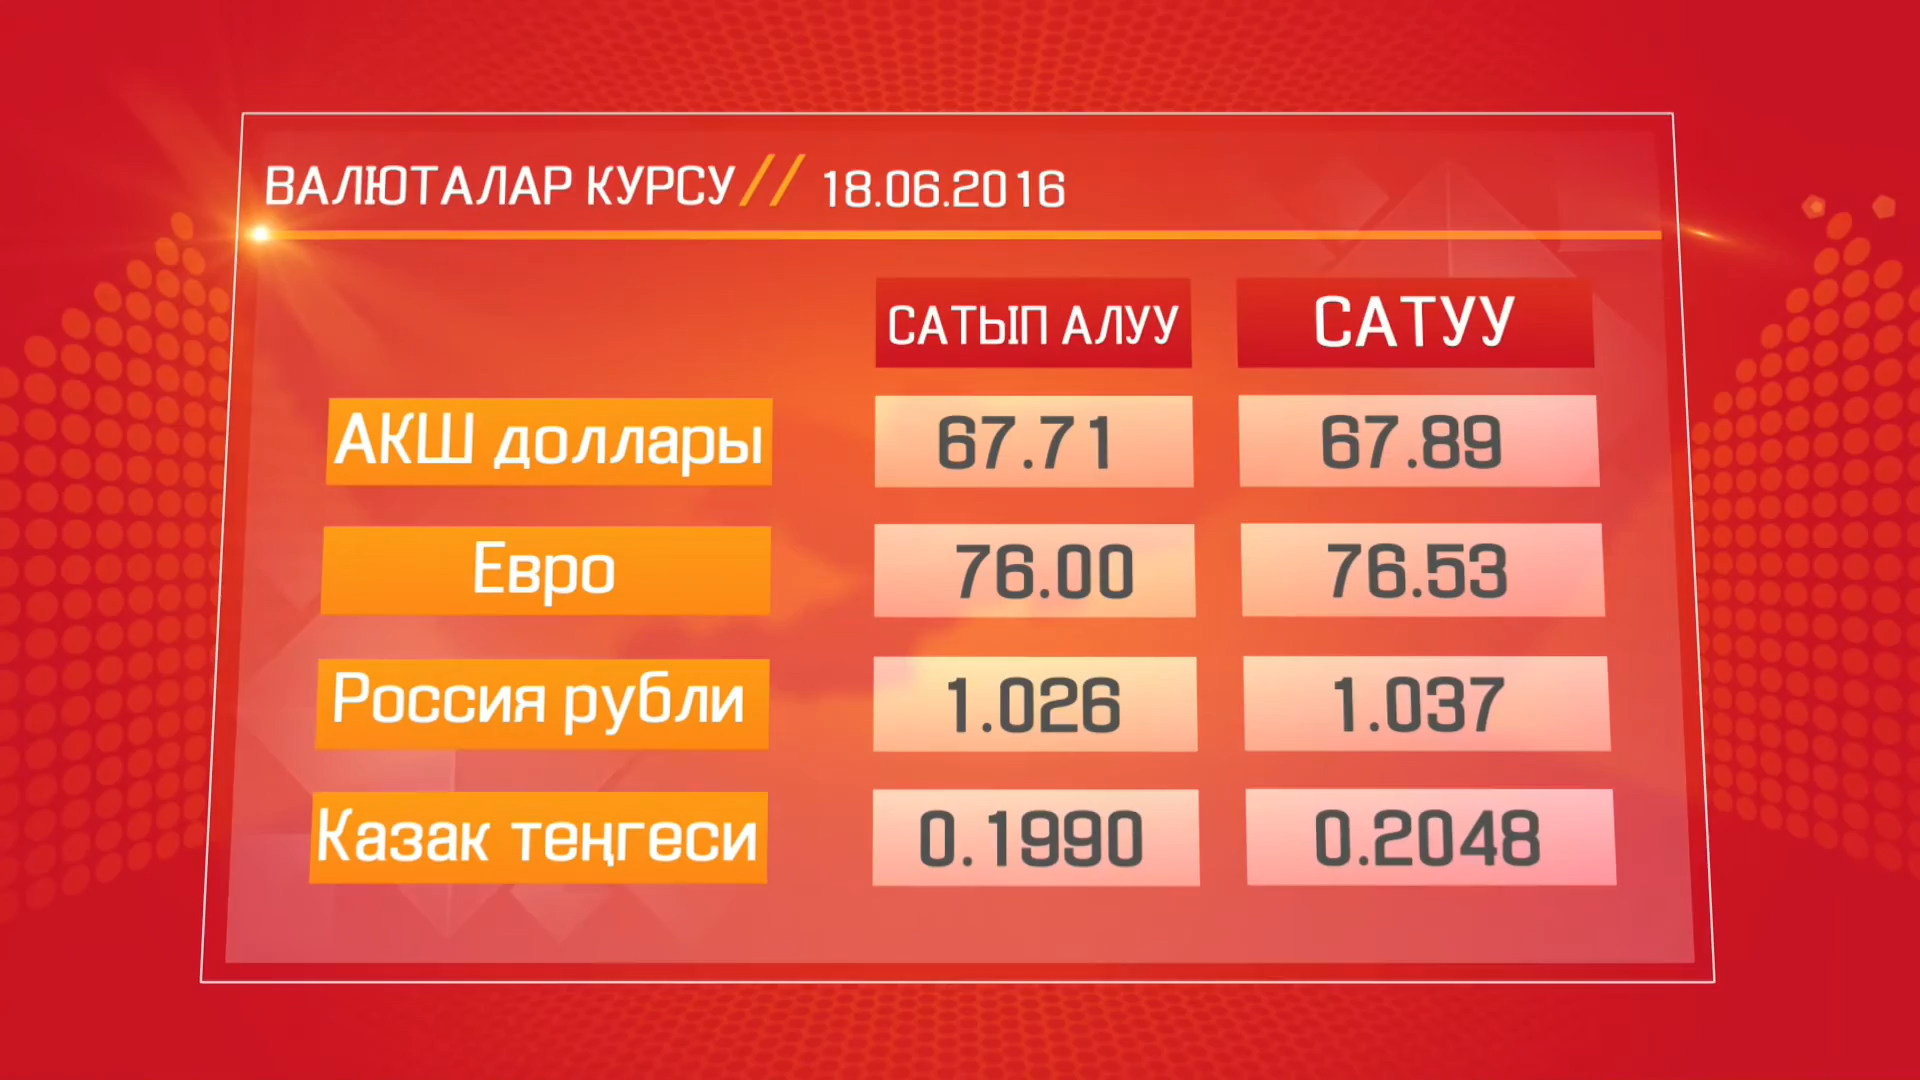 ВАЛЮТАЛАР КУРСУ // 18.06.2016
САТЫП АЛУУ САТУУ
АКШ доллары 67.71 67.89
Евро 76.00 76.53
Россия рубли 1.026 1.037
Казак теңгеси 0.1990 0.2048